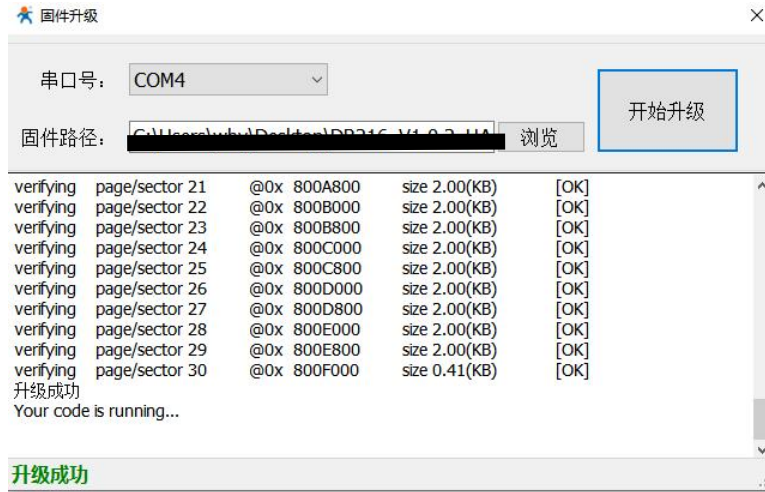 固件升级
串口号： COM4
开始升级
固件路径： 浏览
verifying page/sector 21 @0x 800A800 size 2.00(KB) [OK]
verifying page/sector 22 @0x 800B000 size 2.00(KB) [OK]
verifying page/sector 23 @0x 800B800 size 2.00(KB) [OK]
verifying page/sector 24 @0x 800C000 size 2.00(KB) [OK]
verifying page/sector 25 @0x 800C800 size 2.00(KB) [OK]
verifying page/sector 26 @0x 800D000 size 2.00(KB) [OK]
verifying page/sector 27 @0x 800D800 size 2.00(KB) [OK]
verifying page/sector 28 @0x 800E000 size 2.00(KB) [OK]
verifying page/sector 29 @0x 800E800 size 2.00(KB) [OK]
verifying page/sector 30 @0x 800F000 size 0.41(KB) [OK]
升级成功
Your code is running...
升级成功